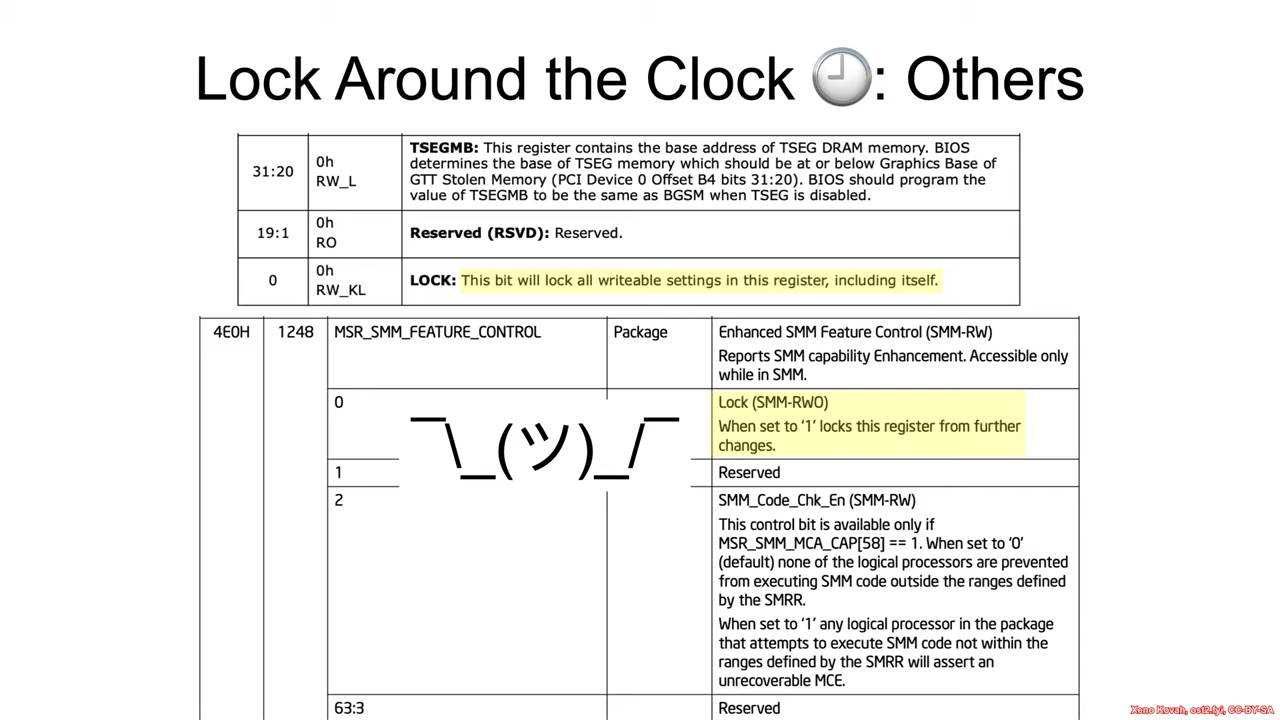 Lock Around the Clock 🕘: Others
31:20
0h
RW_L
TSEGMB: This register contains the base address of TSEG DRAM memory. BIOS
determines the base of TSEG memory which should be at or below Graphics Base of
GTT Stolen Memory (PCI Device 0 Offset B4 bits 31:20). BIOS should program the
value of TSEGMB to be the same as BGSM when TSEG is disabled.
19:1
0h
RO
Reserved (RSVD): Reserved.
0
0h
RW_KL
LOCK: This bit will lock all writeable settings in this register, including itself.
4E0H
1248
MSR_SMM_FEATURE_CONTROL
Package
Enhanced SMM Feature Control (SMM-RW)
Reports SMM capability Enhancement. Accessible only
while in SMM.
0
Lock (SMM-RWO)
When set to ‘1’ locks this register from further
changes.
¯\_(ツ)_/¯
1
Reserved
2
SMM_Code_Chk_En (SMM-RW)
This control bit is available only if
MSR_SMM_MCA_CAP[58] == 1. When set to ‘0’
(default) none of the logical processors are prevented
from executing SMM code outside the ranges defined
by the SMRR.
When set to ‘1’ any logical processor in the package
that attempts to execute SMM code not within the
ranges defined by the SMRR will assert an
unrecoverable MCE.
63:3
Reserved
Xeno Kovah, ost2.fyi, CC-BY-SA